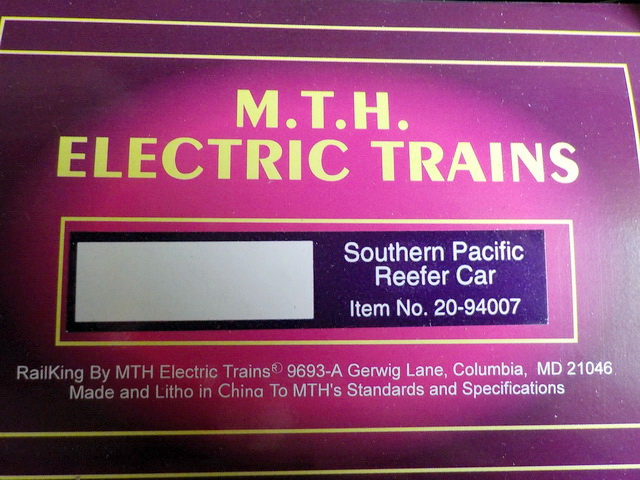 M.T.H.
ELECTRIC TRAINS
Southern Pacific
Reefer Car
Item No. 20-94007
RailKing By MTH Electric Trains® 9693-A Gerwig Lane, Columbia, MD 21046
Made and Litho in China To MTH's Standards and Specifications